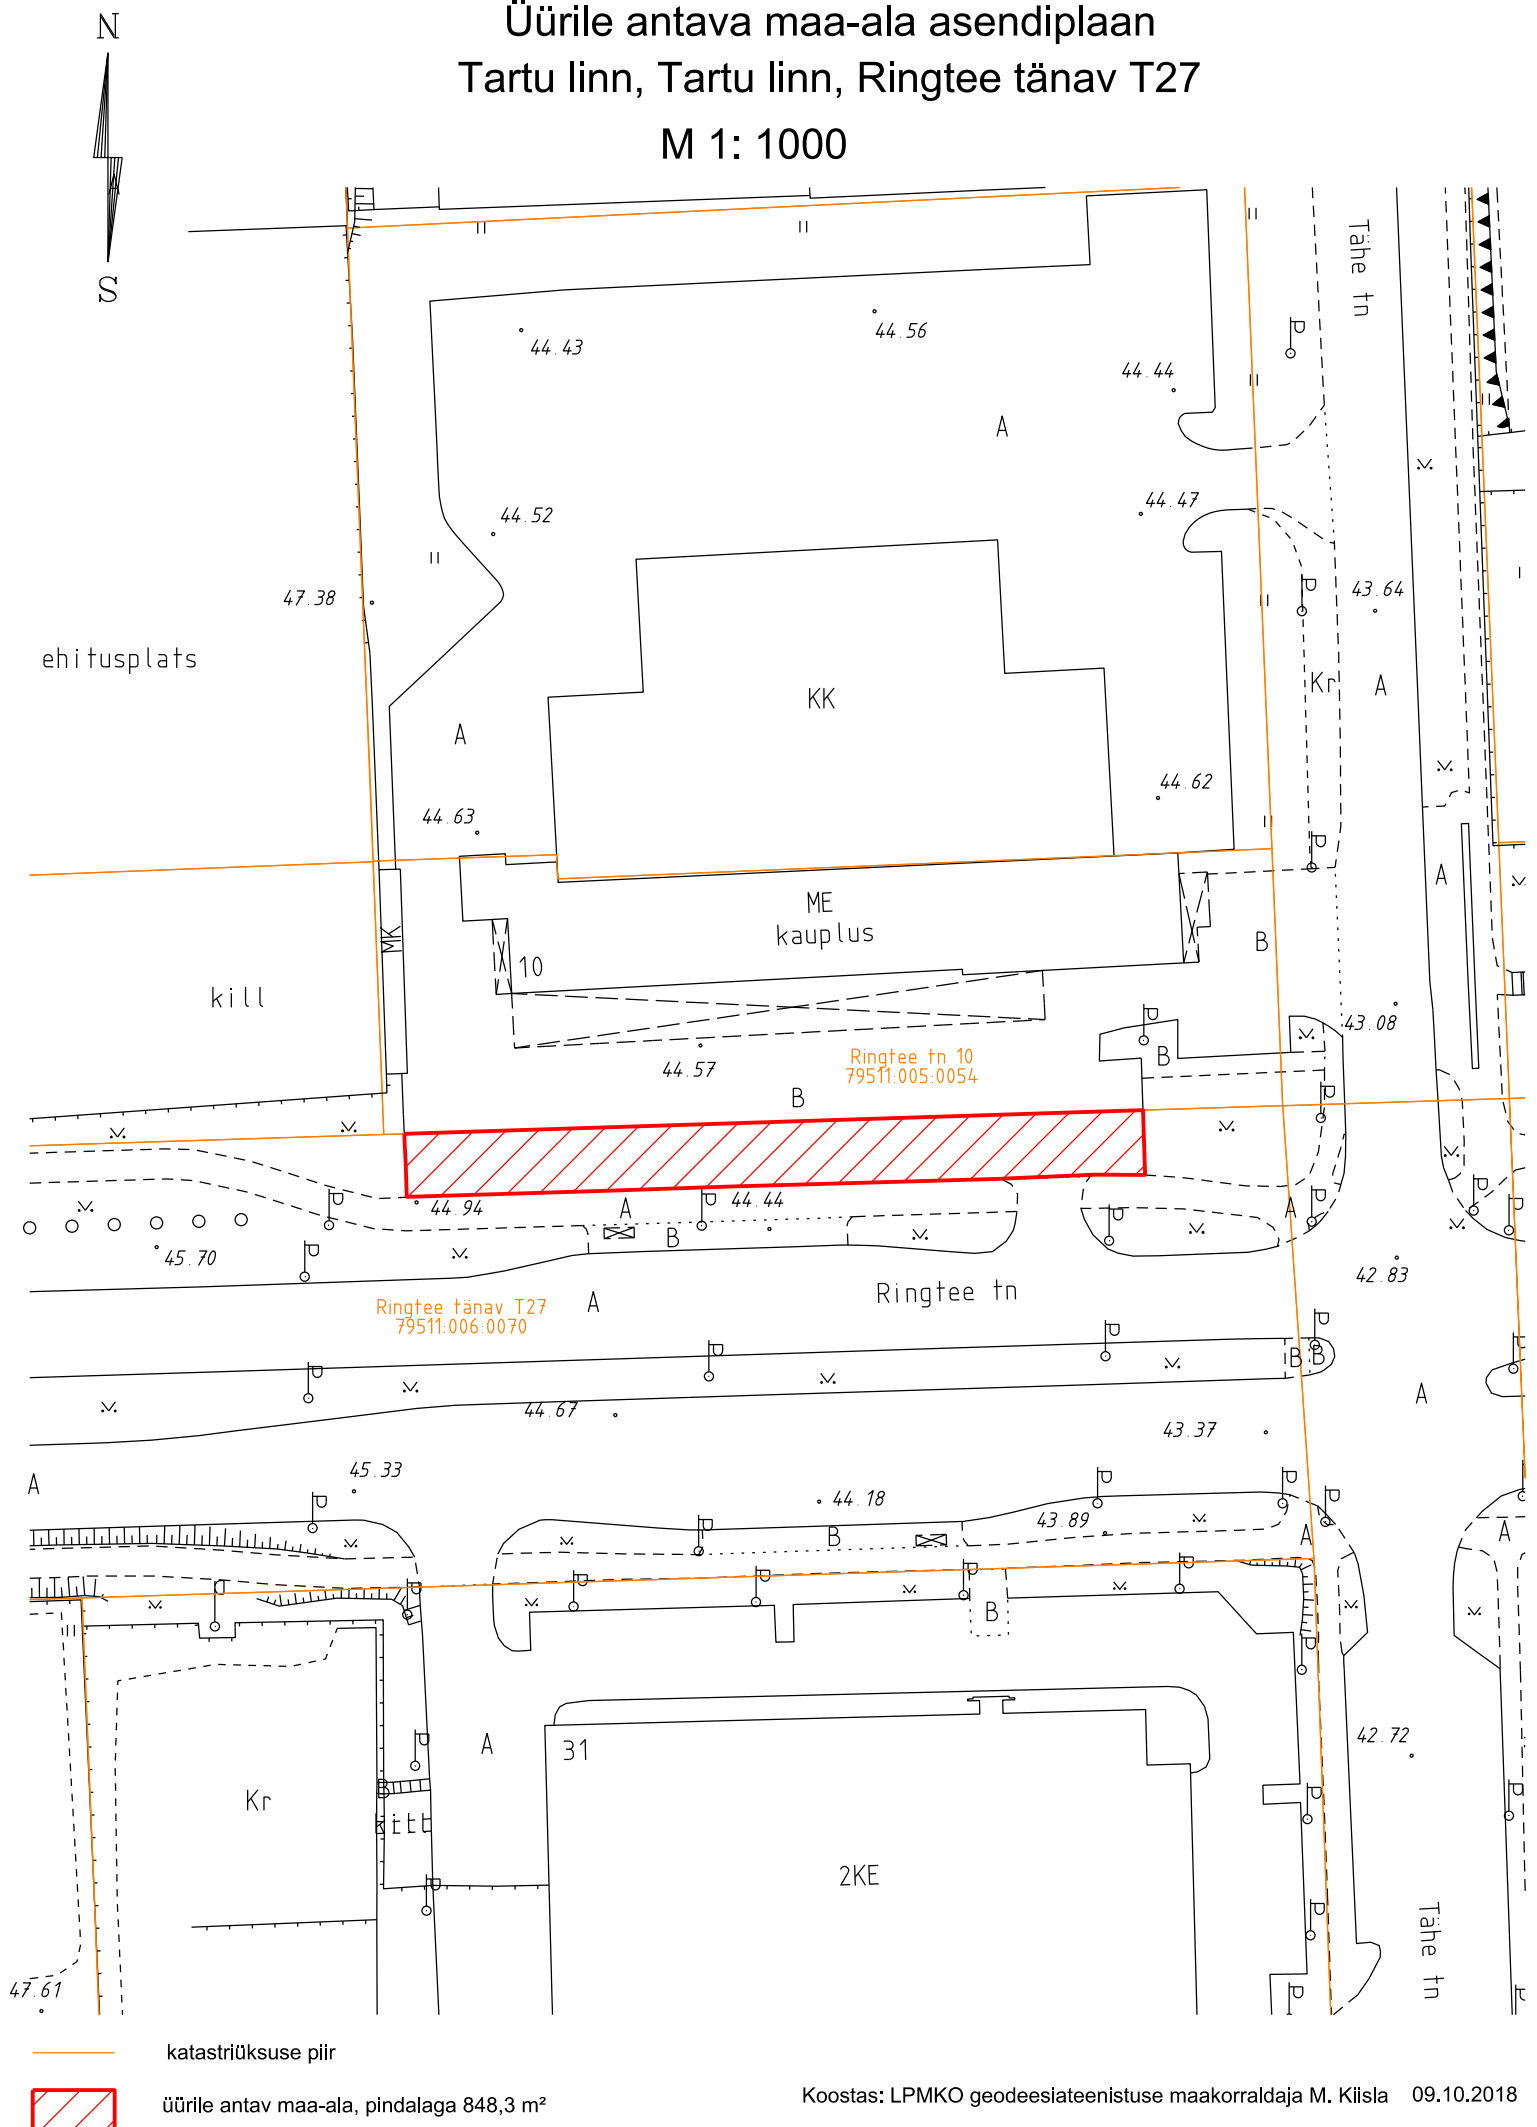 Üürile antava maa-ala asendiplaan
Tartu linn, Tartu linn, Ringtee tänav T27
M 1: 1000
N
A
S
Tähe tn
44.43
44.56
44.44
A
44.52
44.47
47.38
43.64
ehitusplats
Kr
A
KK
A
44.62
44.63
A
ME
kauplus
MK
10
B
kill
43.08
44.57
Ringtee tn 10
79511:005:0054
B
B
44.94
A
44.44
A
B
45.70
42.83
Ringtee tänav T27
79511:006:0070
A
Ringtee tn
B
B
A
44.67
43.37
45.33
A
44.18
43.89
B
A
A
B
A
31
42.72
B
Kr
kill
2KE
Tähe tn
47.61
katastriüksuse piir
üürile antav maa-ala, pindalaga 848,3 m²
Koostas: LPMKO geodeesiateenistuse maakorraldaja M. Kiisla 09.10.2018